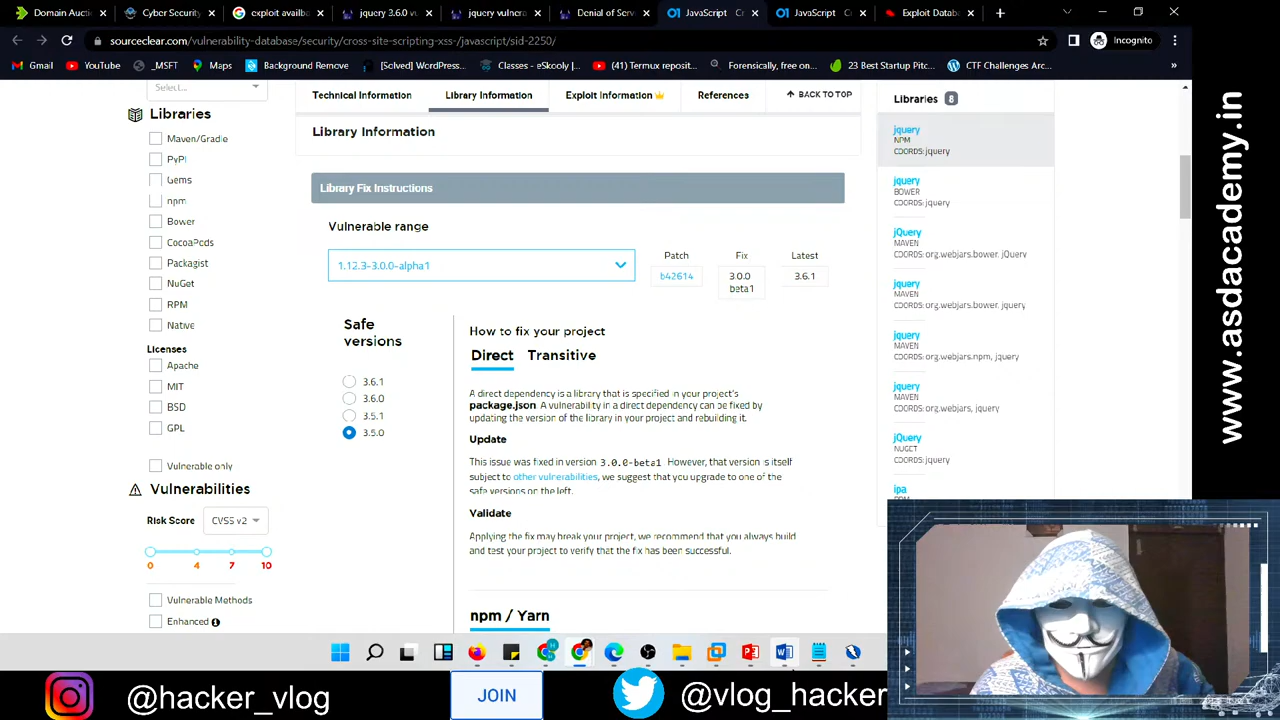 Domain Aucti
Cyber Securit
exploit availba
jquery 3.6.0 vu
jquery vulnera
Denial of Serv
JavaScript - C
JavaScript - C
Exploit Databa
sourceclear.com/vulnerability-database/security/cross-site-scripting-xss-/javascript/sid-2250/
Incognito
Gmail
YouTube
_MSFT
Maps
Background Remove
[Solved] WordPress...
Classes - eSkooly |...
(41) Termux reposit...
Forensically, free on...
23 Best Startup Pitc...
CTF Challenges Arc...
»
Select...
Libraries
Maven/Gradle
PyPI
Gems
npm
Bower
CocoaPods
Packagist
NuGet
RPM
Native
Licenses
Apache
MIT
BSD
GPL
Vulnerable only
Vulnerabilities
Risk Score
CVSS v2
0 4 7 10
Vulnerable Methods
Enhanced
Technical Information
Library Information
Exploit Information
References
BACK TO TOP
Library Information
Library Fix Instructions
Vulnerable range
1.12.3-3.0.0-alpha1
Patch
b42614
Fix
3.0.0
beta1
Latest
3.6.1
Safe
versions
3.6.1
3.6.0
3.5.1
3.5.0
How to fix your project
Direct Transitive
A direct dependency is a library that is specified in your project's
package.json. A vulnerability in a direct dependency can be fixed by
updating the version of the library in your project and rebuilding it.
Update
This issue was fixed in version 3.0.0-beta1 However, that version is itself
subject to other vulnerabilities, we suggest that you upgrade to one of the
safe versions on the left.
Validate
Applying the fix may break your project, we recommend that you always build
and test your project to verify that the fix has been successful.
npm / Yarn
Libraries 8
jquery
NPM
COORDS: jquery
jquery
BOWER
COORDS: jquery
jQuery
MAVEN
COORDS: org.webjars.bower, jQuery
jquery
MAVEN
COORDS: org.webjars.bower, jquery
jquery
MAVEN
COORDS: org.webjars.npm, jquery
jquery
MAVEN
COORDS: org.webjars, jquery
jQuery
NUGET
COORDS: jquery
ipa
RPM
www.asdacademy.in
@hacker_vlog
JOIN
@vlog_hacker